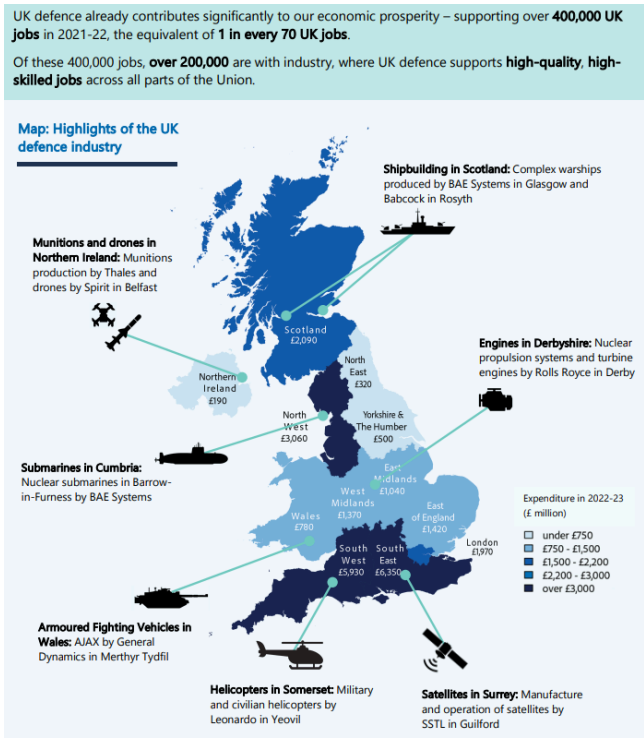 UK defence already contributes significantly to our economic prosperity – supporting over 400,000 UK
jobs in 2021-22, the equivalent of 1 in every 70 UK jobs.
Of these 400,000 jobs, over 200,000 are with industry, where UK defence supports high-quality, high-
skilled jobs across all parts of the Union.
Map: Highlights of the UK
defence industry
Shipbuilding in Scotland: Complex warships
produced by BAE Systems in Glasgow and
Babcock in Rosyth
Munitions and drones in
Northern Ireland: Munitions
production by Thales and
drones by Spirit in Belfast
Scotland
£2,090
Engines in Derbyshire: Nuclear
propulsion systems and turbine
engines by Rolls Royce in Derby
North
East
£320
Northern
Ireland
£190
North
West
£3,060
Yorkshire &
The Humber
£500
Submarines in Cumbria:
Nuclear submarines in Barrow-
in-Furness by BAE Systems
East
Midlands
£1,040
West
Midlands
£1,370
East
of England
£1,420
Wales
£780
London
£1,970
South
West
£5,930
South
East
£6,350
Expenditure in 2022-23
(£ million)
under £750
£750 - £1,500
£1,500 - £2,200
£2,200 - £3,000
over £3,000
Armoured Fighting Vehicles in
Wales: AJAX by General
Dynamics in Merthyr Tydfil
Helicopters in Somerset: Military
and civilian helicopters by
Leonardo in Yeovil
Satellites in Surrey: Manufacture
and operation of satellites by
SSTL in Guilford